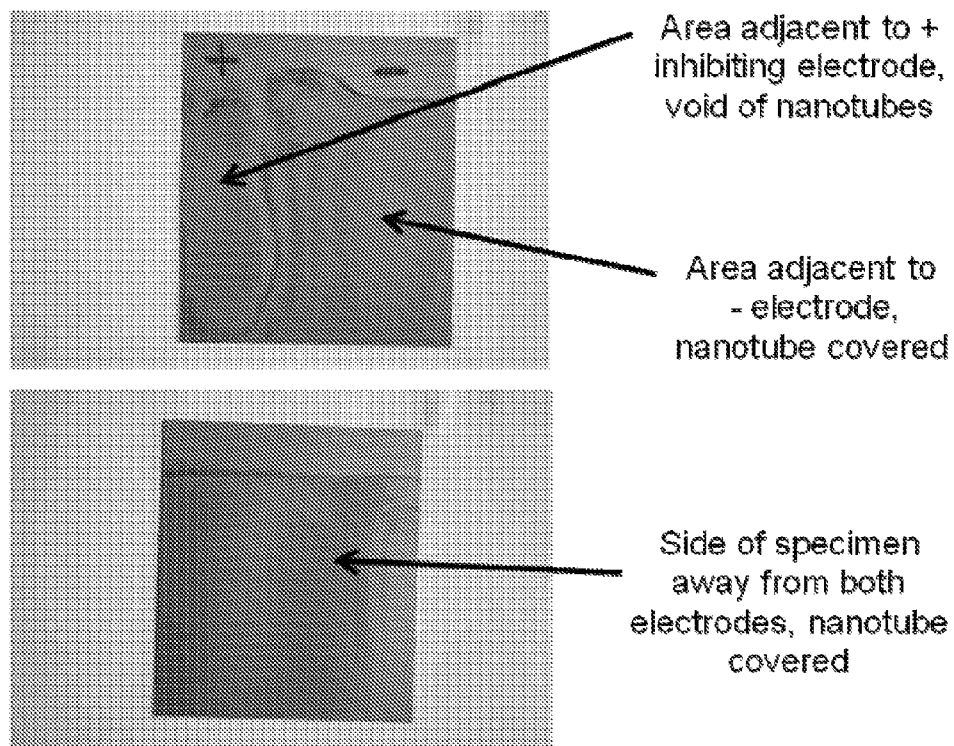 +
-
Area adjacent to +
inhibiting electrode,
void of nanotubes
Area adjacent to
- electrode,
nanotube covered
Side of specimen
away from both
electrodes, nanotube
covered